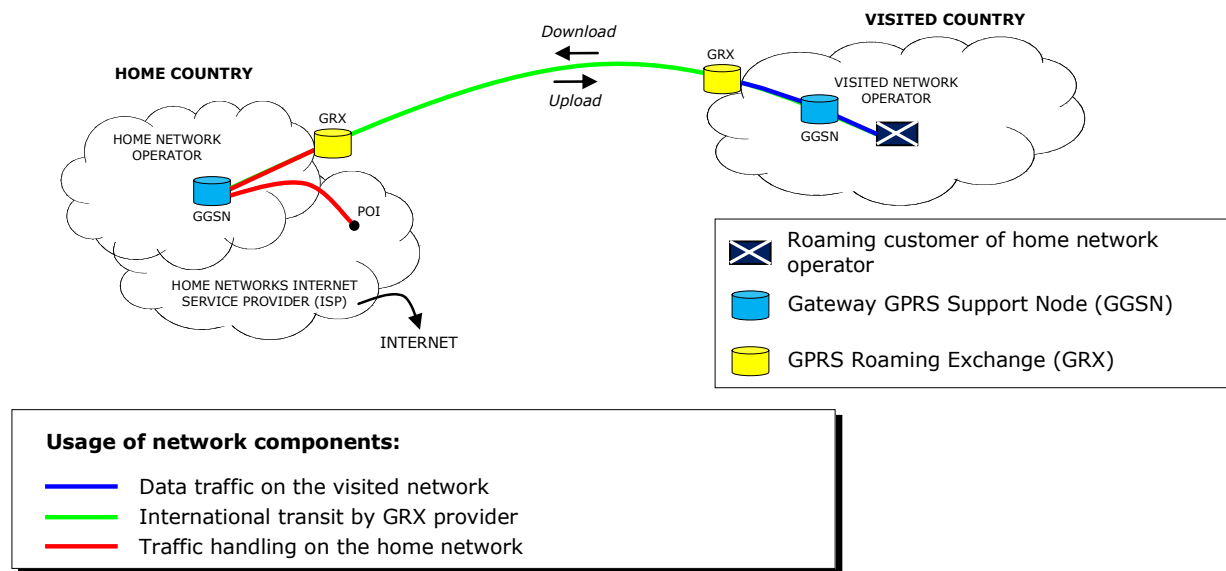 VISITED COUNTRY
Download
GRX
HOME COUNTRY
VISITED NETWORK
OPERATOR
Upload
GRX
HOME NETWORK
OPERATOR
GGSN
GGSN
POI
Roaming customer of home network
operator
HOME NETWORKS INTERNET
SERVICE PROVIDER (ISP)
Gateway GPRS Support Node (GGSN)
INTERNET
GPRS Roaming Exchange (GRX)
Usage of network components:
Data traffic on the visited network
International transit by GRX provider
Traffic handling on the home network